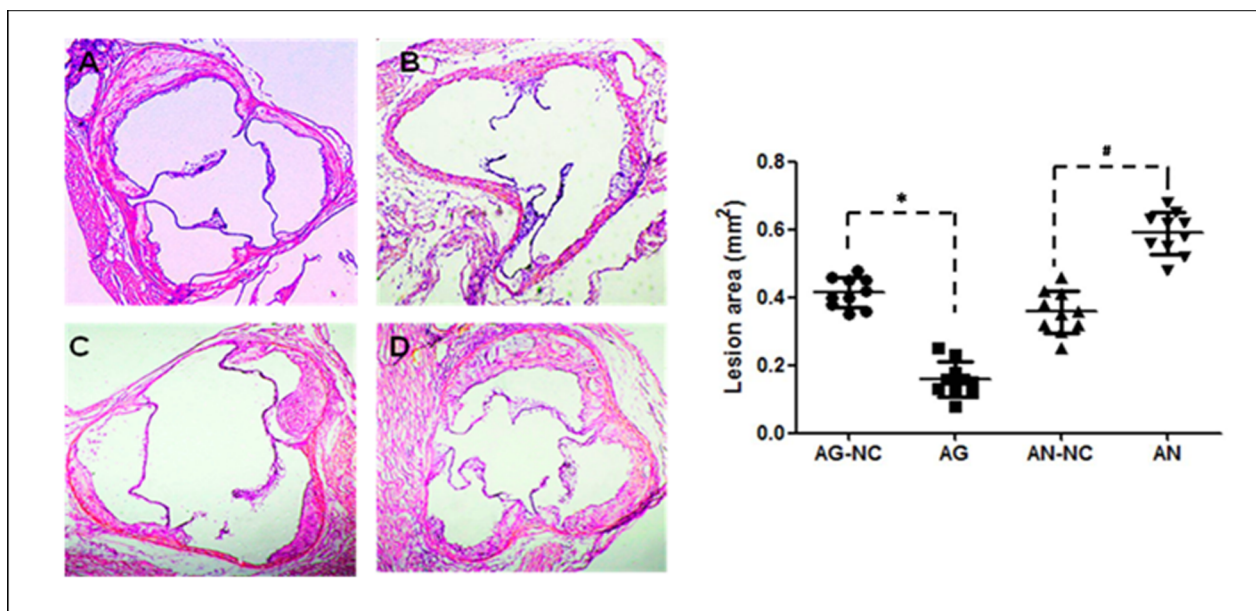 A
B
C
D
Lesion area (mm²)
0.8
0.6
0.4
0.2
0.0
*
#
AG-NC
AG
AN-NC
AN